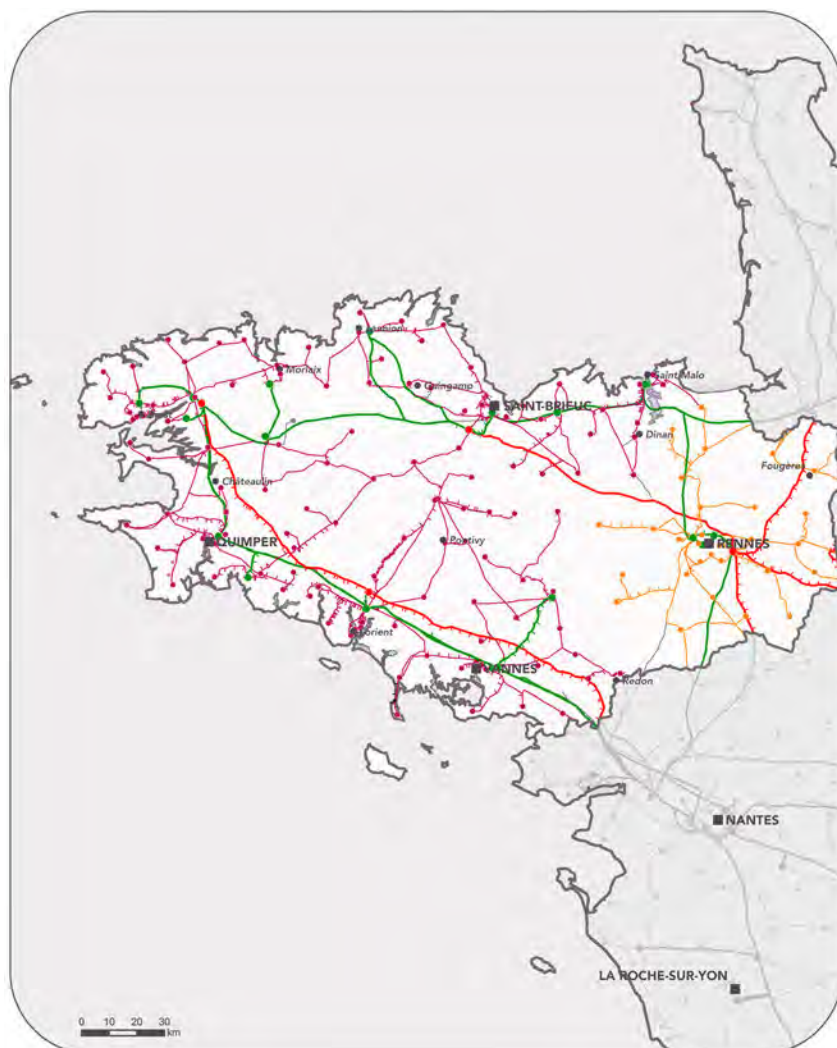 Lannion
Morlaix
Guingamp
Saint-Malo
SAINT-BRIEUC
Dinan
Fougères
Châteaulin
QUIMPER
Pontivy
RENNES
Lorient
VANNES
Redon
NANTES
LA ROCHE-SUR-YON
0 10 20 30
km